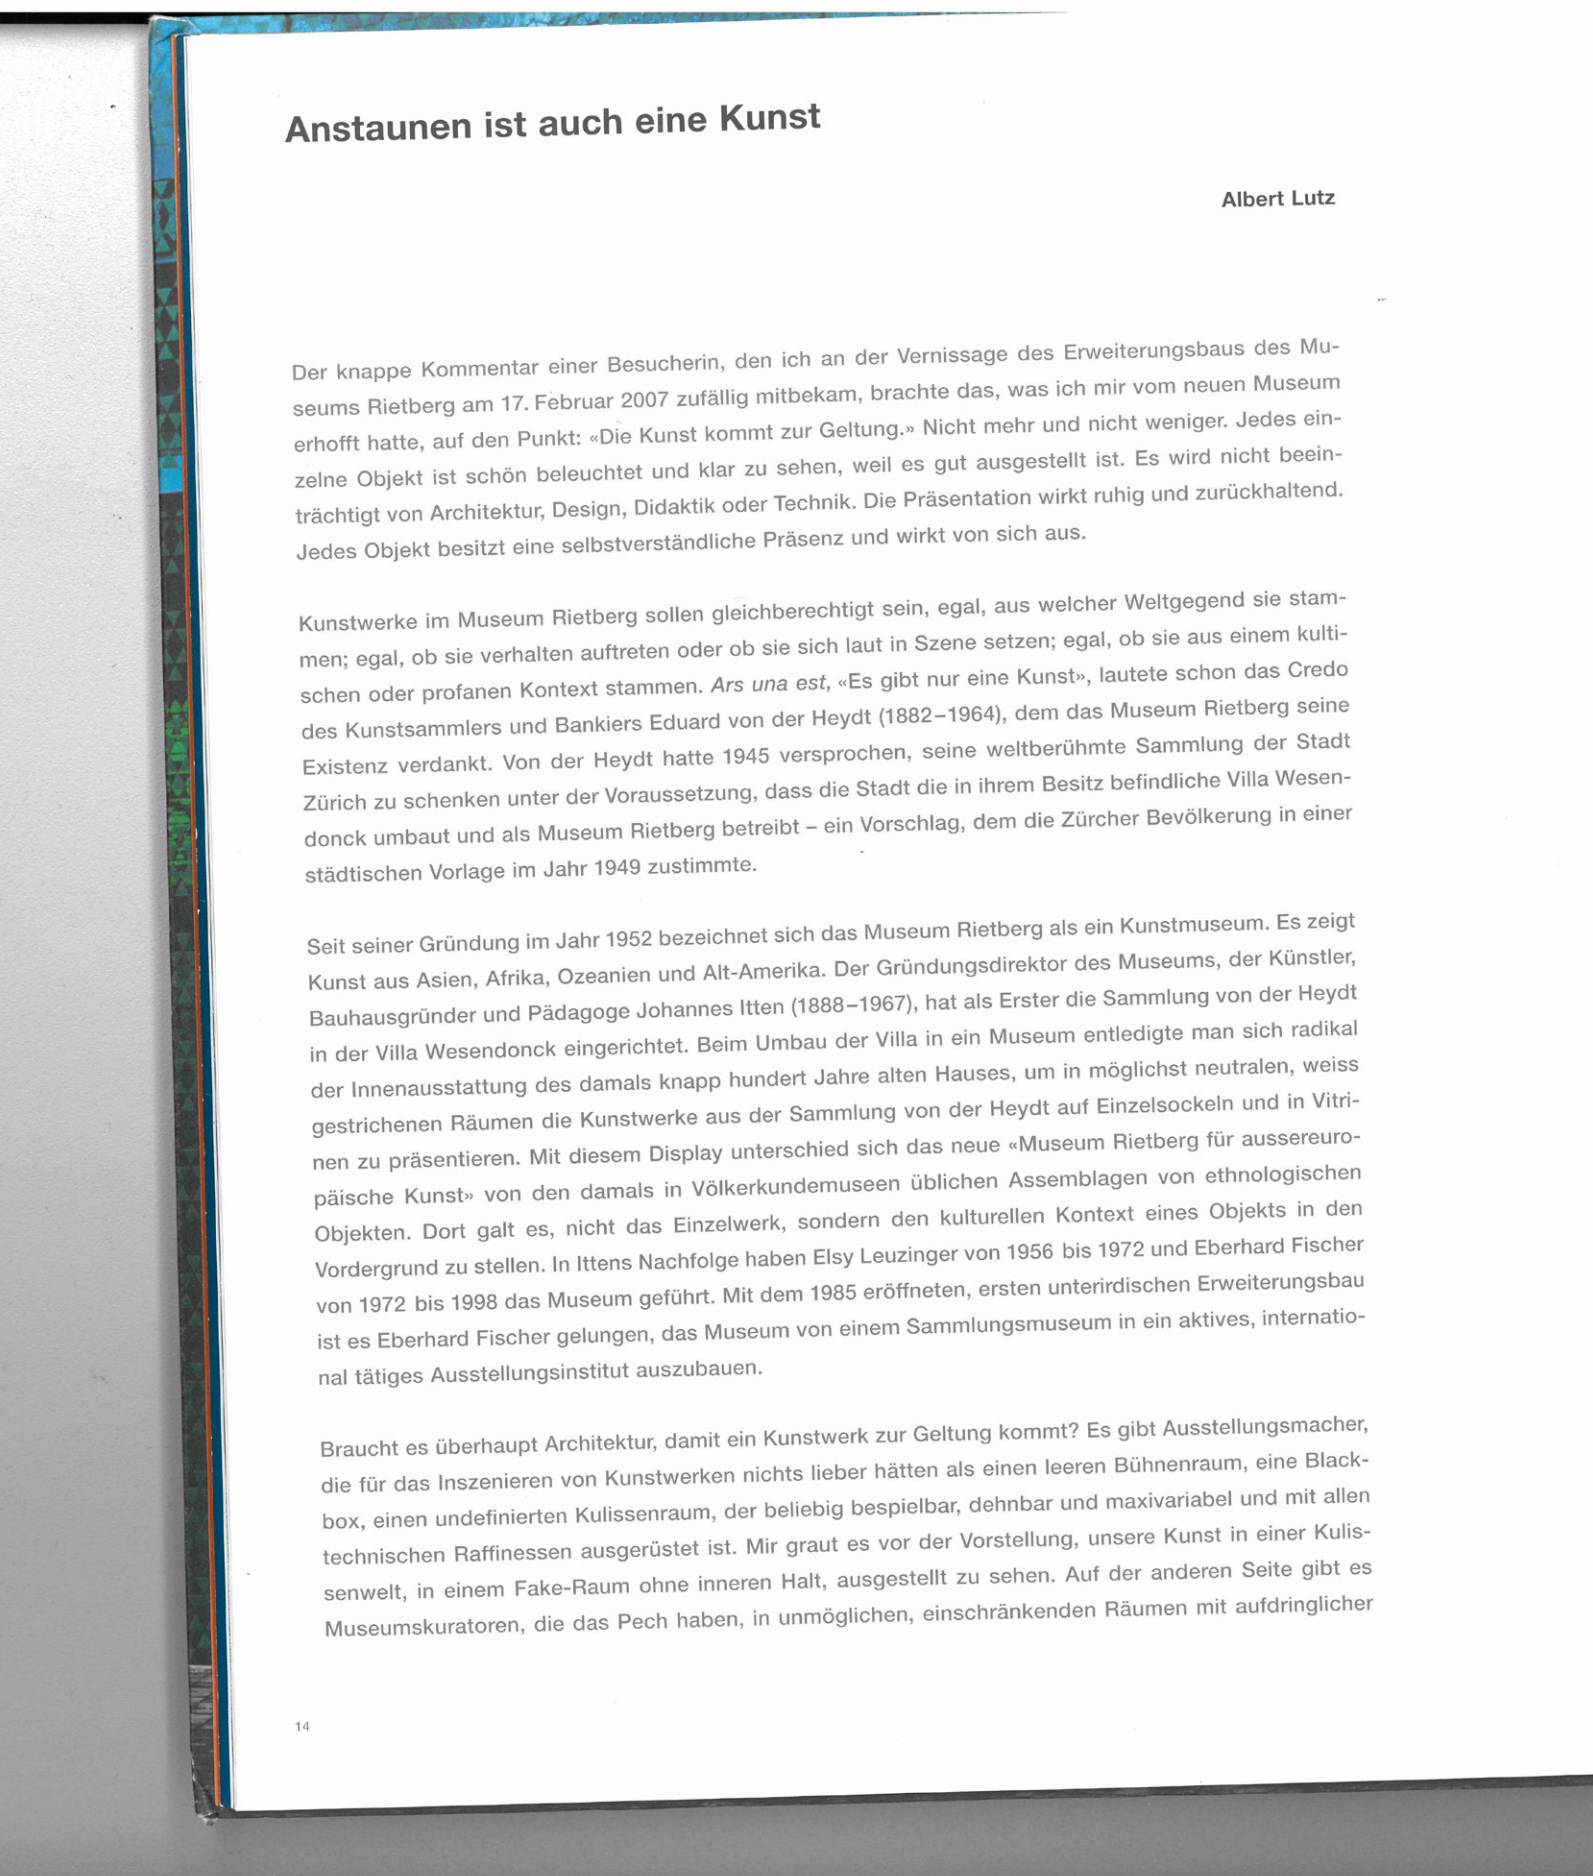 Anstaunen ist auch eine Kunst
Albert Lutz
Der knappe Kommentar einer Besucherin, den ich an der Vernissage des Erweiterungsbaus des Mu-
seums Rietberg am 17. Februar 2007 zufällig mitbekam, brachte das, was ich mir vom neuen Museum
erhofft hatte, auf den Punkt: «Die Kunst kommt zur Geltung.» Nicht mehr und nicht weniger. Jedes ein-
zelne Objekt ist schön beleuchtet und klar zu sehen, weil es gut ausgestellt ist. Es wird nicht beein-
trächtigt von Architektur, Design, Didaktik oder Technik. Die Präsentation wirkt ruhig und zurückhaltend.
Jedes Objekt besitzt eine selbstverständliche Präsenz und wirkt von sich aus.
Kunstwerke im Museum Rietberg sollen gleichberechtigt sein, egal, aus welcher Weltgegend sie stam-
men; egal, ob sie verhalten auftreten oder ob sie sich laut in Szene setzen; egal, ob sie aus einem kulti-
schen oder profanen Kontext stammen. Ars una est, «Es gibt nur eine Kunst», lautete schon das Credo
des Kunstsammlers und Bankiers Eduard von der Heydt (1882–1964), dem das Museum Rietberg seine
Existenz verdankt. Von der Heydt hatte 1945 versprochen, seine weltberühmte Sammlung der Stadt
Zürich zu schenken unter der Voraussetzung, dass die Stadt die in ihrem Besitz befindliche Villa Wesen-
donck umbaut und als Museum Rietberg betreibt – ein Vorschlag, dem die Zürcher Bevölkerung in einer
städtischen Vorlage im Jahr 1949 zustimmte.
Seit seiner Gründung im Jahr 1952 bezeichnet sich das Museum Rietberg als ein Kunstmuseum. Es zeigt
Kunst aus Asien, Afrika, Ozeanien und Alt-Amerika. Der Gründungsdirektor des Museums, der Künstler,
Bauhausgründer und Pädagoge Johannes Itten (1888–1967), hat als Erster die Sammlung von der Heydt
in der Villa Wesendonck eingerichtet. Beim Umbau der Villa in ein Museum entledigte man sich radikal
der Innenausstattung des damals knapp hundert Jahre alten Hauses, um in möglichst neutralen, weiss
gestrichenen Räumen die Kunstwerke aus der Sammlung von der Heydt auf Einzelsockeln und in Vitri-
nen zu präsentieren. Mit diesem Display unterschied sich das neue «Museum Rietberg für aussereuro-
päische Kunst» von den damals in Völkerkundemuseen üblichen Assemblagen von ethnologischen
Objekten. Dort galt es, nicht das Einzelwerk, sondern den kulturellen Kontext eines Objekts in den
Vordergrund zu stellen. In Ittens Nachfolge haben Elsy Leuzinger von 1956 bis 1972 und Eberhard Fischer
von 1972 bis 1998 das Museum geführt. Mit dem 1985 eröffneten, ersten unterirdischen Erweiterungsbau
ist es Eberhard Fischer gelungen, das Museum von einem Sammlungsmuseum in ein aktives, internatio-
nal tätiges Ausstellungsinstitut auszubauen.
Braucht es überhaupt Architektur, damit ein Kunstwerk zur Geltung kommt? Es gibt Ausstellungsmacher,
die für das Inszenieren von Kunstwerken nichts lieber hätten als einen leeren Bühnenraum, eine Black-
box, einen undefinierten Kulissenraum, der beliebig bespielbar, dehnbar und maxivariabel und mit allen
technischen Raffinessen ausgerüstet ist. Mir graut es vor der Vorstellung, unsere Kunst in einer Kulis-
senwelt, in einem Fake-Raum ohne inneren Halt, ausgestellt zu sehen. Auf der anderen Seite gibt es
Museumskuratoren, die das Pech haben, in unmöglichen, einschränkenden Räumen mit aufdringlicher
14